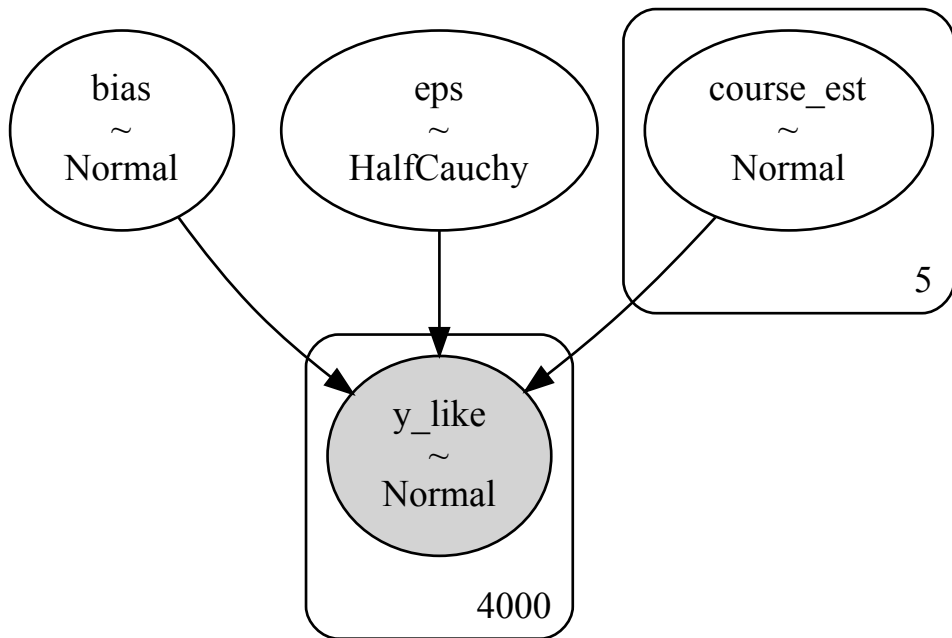 bias
~
Normal
eps
~
HalfCauchy
course_est
~
Normal
5
y_like
~
Normal
4000